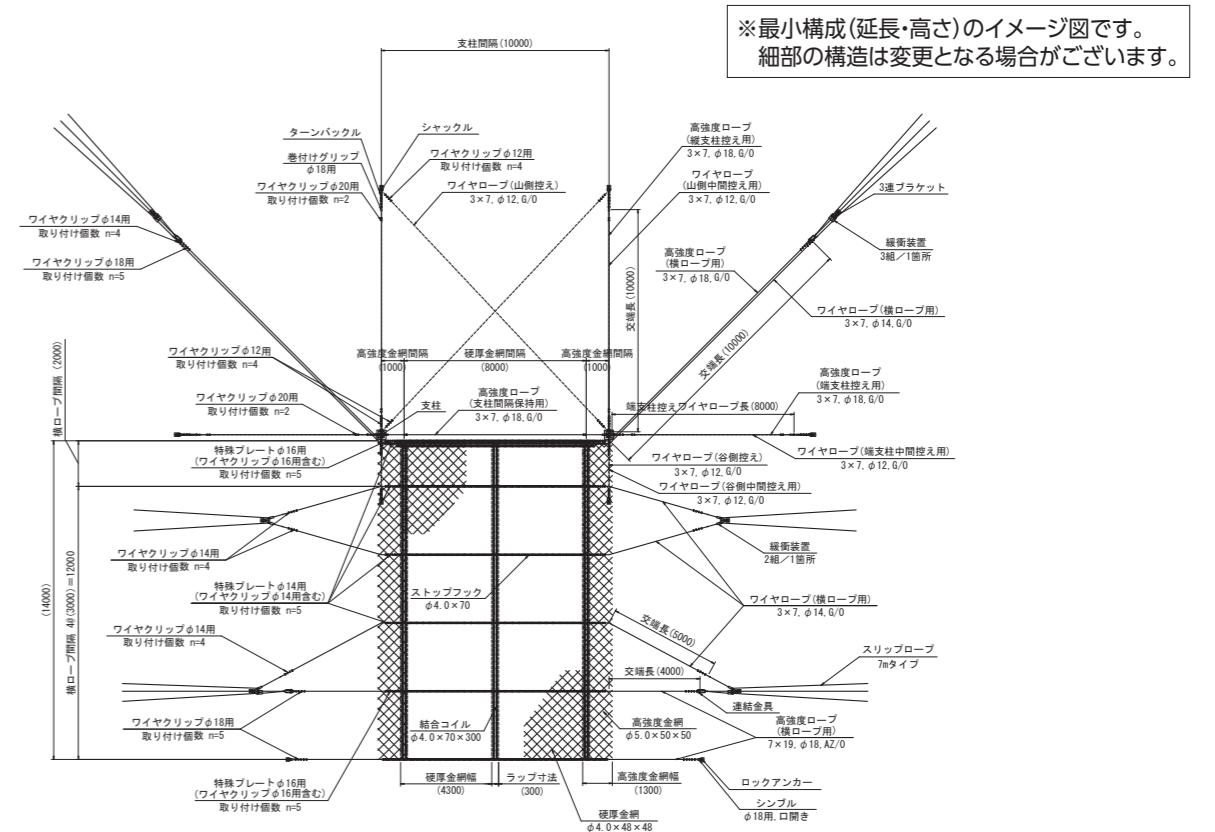 ※最小構成(延長・高さ)のイメージ図です。
細部の構造は変更となる場合がございます。
支柱間隔(10000)
ターンバックル
シャックル
巻付けグリップ
φ18用
ワイヤクリップφ12用
取り付け個数 n=4
ワイヤクリップφ20用
取り付け個数 n=2
ワイヤロープ(山側控え)
3×7, φ12, G/0
高強度ロープ
(縦支柱控え用)
3×7, φ18, G/0
ワイヤロープ
(山側中間控え用)
3×7, φ12, G/0
3連ブラケット
緩衝装置
3組/1箇所
ワイヤクリップφ14用
取り付け個数 n=4
ワイヤクリップφ18用
取り付け個数 n=5
高強度ロープ
(横ロープ用)
3×7, φ18, G/0
ワイヤロープ(横ロープ用)
3×7, φ14, G/0
交端長(10000)
交端長(10000)
ワイヤクリップφ12用
取り付け個数 n=4
高強度金網間隔
(1000)
硬厚金網間隔
(8000)
高強度金網間隔
(1000)
横ロープ間隔 (2000)
ワイヤクリップφ20用
取り付け個数 n=2
支柱
高強度ロープ
(支柱間隔保持用)
3×7, φ18, G/0
端支柱控えワイヤロープ長(8000)
高強度ロープ
(端支柱控え用)
3×7, φ18, G/0
特殊プレートφ16用
(ワイヤクリップφ16用含む)
取り付け個数 n=5
ワイヤロープ(谷側控え)
3×7, φ12, G/0
ワイヤロープ(端支柱中間控え用)
3×7, φ12, G/0
ワイヤロープ(谷側中間控え用)
3×7, φ12, G/0
ワイヤクリップφ14用
取り付け個数 n=4
緩衝装置
2組/1箇所
特殊プレートφ14用
(ワイヤクリップφ14用含む)
取り付け個数 n=5
ストップフック
φ4.0×70
ワイヤロープ(横ロープ用)
3×7, φ14, G/0
(14000)
横ロープ間隔 4@(3000)=12000
ワイヤクリップφ14用
取り付け個数 n=4
交端長(5000)
スリップロープ
7mタイプ
交端長(4000)
連結金具
ワイヤクリップφ18用
取り付け個数 n=5
結合コイル
φ4.0×70×300
高強度金網
φ5.0×50×50
高強度ロープ
(横ロープ用)
7×19, φ18, AZ/0
特殊プレートφ16用
(ワイヤクリップφ16用含む)
取り付け個数 n=5
硬厚金網幅
(4300)
ラップ寸法
(300)
高強度金網幅
(1300)
ロックアンカー
シンブル
φ18用, 口開き
硬厚金網
φ4.0×48×48